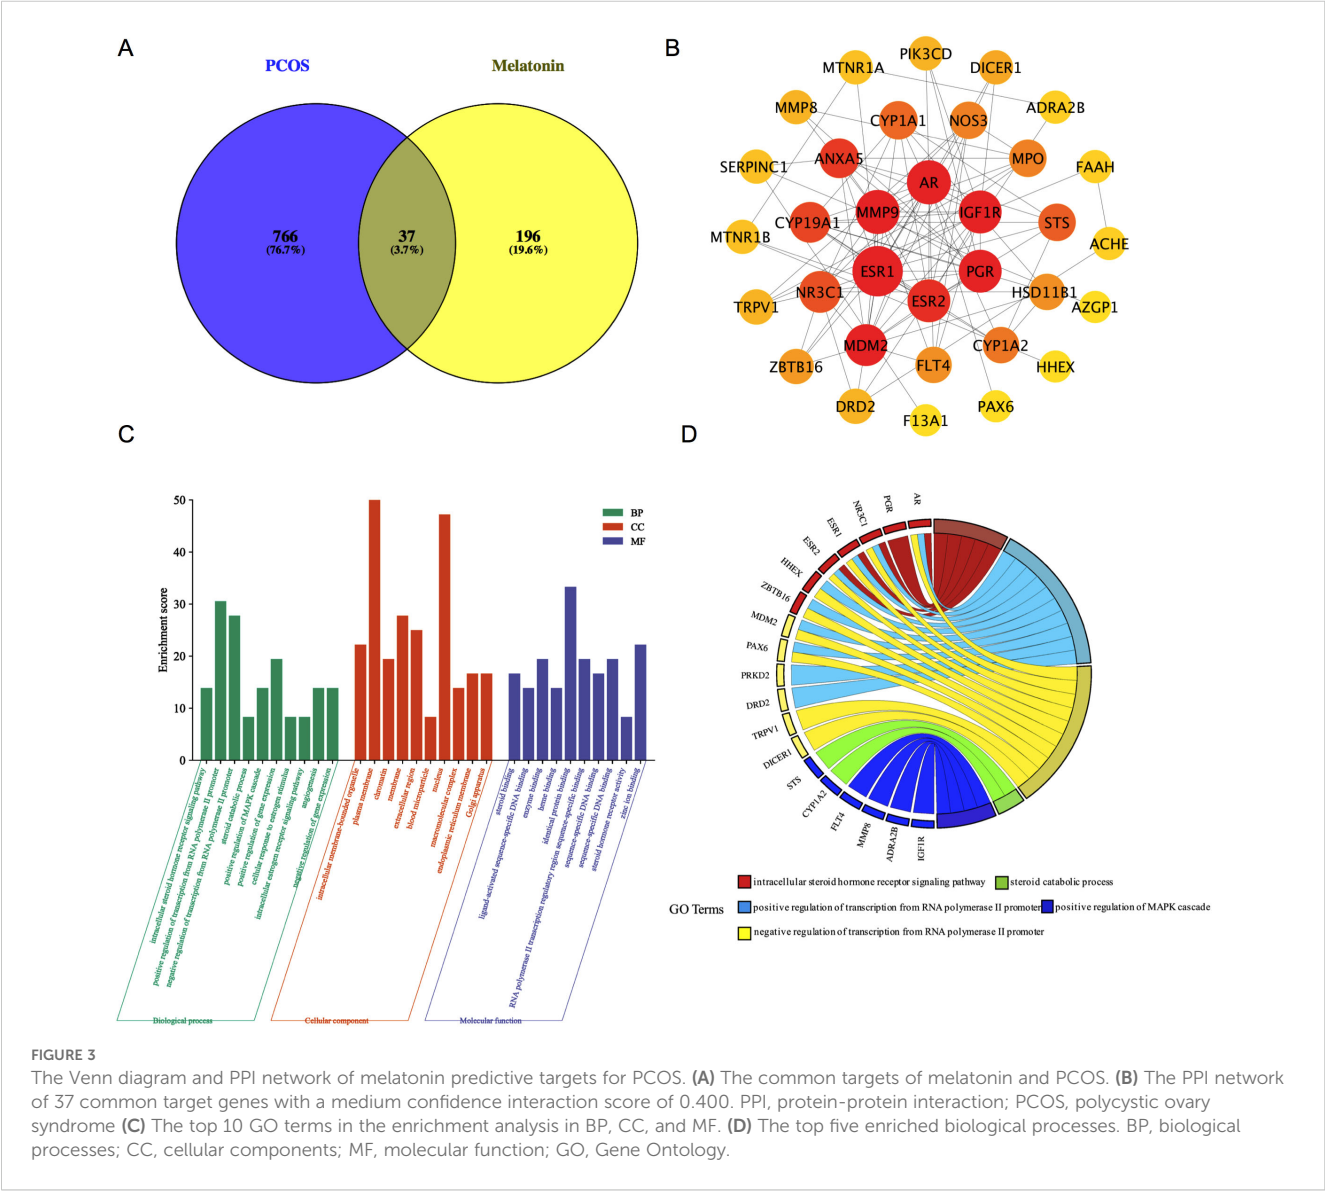 A
PCOS
Melatonin
766
(76.7%)
37
(3.7%)
196
(19.6%)
B
PIK3CD
MTNR1A
DICER1
MMP8
ADRA2B
CYP1A1
NOS3
ANXA5
MPO
SERPINC1
FAAH
AR
MMP9
IGF1R
CYP19A1
STS
MTNR1B
ACHE
ESR1
PGR
NR3C1
ESR2
HSD11B1
TRPV1
AZGP1
MDM2
CYP1A2
ZBTB16
FLT4
HHEX
DRD2
F13A1
PAX6
C
Enrichment score
50
40
30
20
10
0
BP
CC
MF
intracellular steroid hormone receptor signaling pathway
positive regulation of transcription from RNA polymerase II promoter
negative regulation of transcription from RNA polymerase II promoter
steroid catabolic process
positive regulation of MAPK cascade
positive regulation of gene expression
cellular response to estrogen stimulus
intracellular estrogen receptor signaling pathway
angiogenesis
negative regulation of gene expression
intracellular membrane-bounded organelle
plasma membrane
chromatin
membrane
extracellular region
blood microparticle
nucleus
macromolecular complex
endoplasmic reticulum membrane
Golgi apparatus
steroid binding
ligand-activated sequence-specific DNA binding
enzyme binding
heme binding
identical protein binding
RNA polymerase II transcription regulatory region sequence-specific binding
sequence-specific DNA binding
sequence-specific DNA binding
steroid hormone receptor activity
zinc ion binding
Biological process
Cellular component
Molecular function
D
AR
PGR
NR3C1
ESR1
ESR2
HHEX
ZBTB16
MDM2
PAX6
PRKD2
DRD2
TRPV1
DICER1
STS
CYP1A2
FLT4
MMP8
ADRA2B
IGF1R
GO Terms
intracellular steroid hormone receptor signaling pathway
steroid catabolic process
positive regulation of transcription from RNA polymerase II promoter
positive regulation of MAPK cascade
negative regulation of transcription from RNA polymerase II promoter
FIGURE 3
The Venn diagram and PPI network of melatonin predictive targets for PCOS. (A) The common targets of melatonin and PCOS. (B) The PPI network
of 37 common target genes with a medium confidence interaction score of 0.400. PPI, protein-protein interaction; PCOS, polycystic ovary
syndrome (C) The top 10 GO terms in the enrichment analysis in BP, CC, and MF. (D) The top five enriched biological processes. BP, biological
processes; CC, cellular components; MF, molecular function; GO, Gene Ontology.